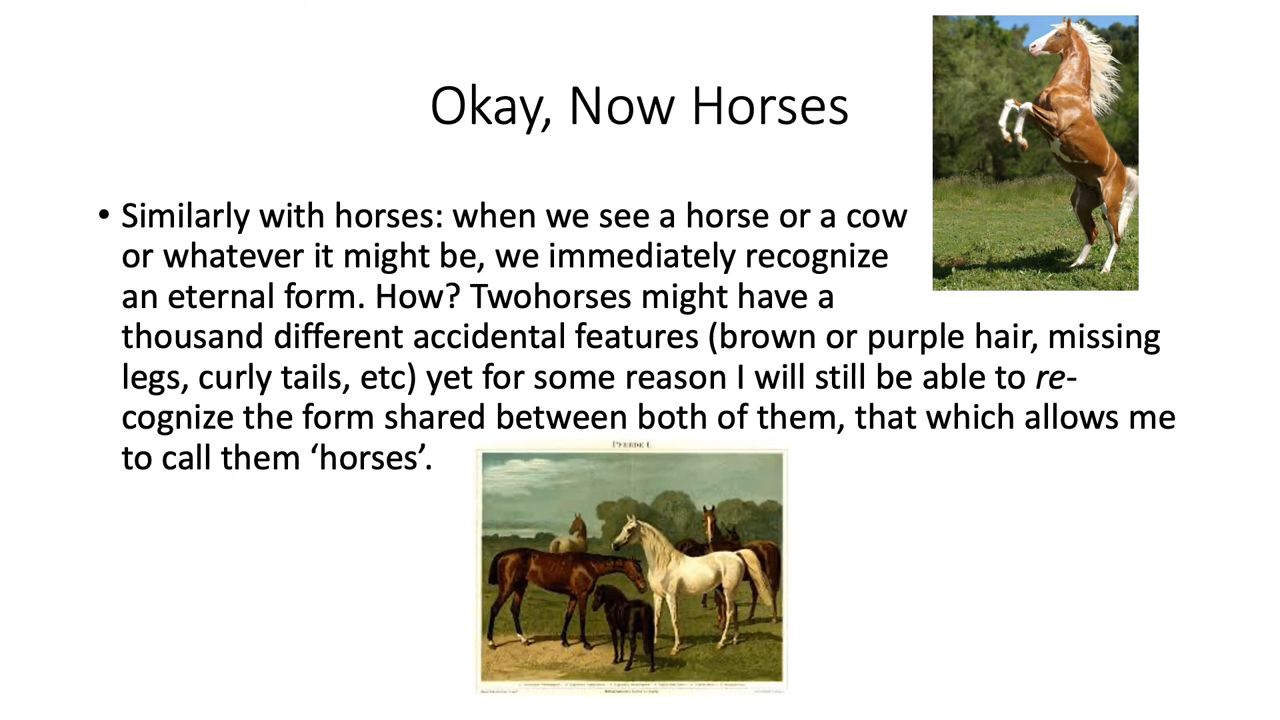 Okay, Now Horses
• Similarly with horses: when we see a horse or a cow
or whatever it might be, we immediately recognize
an eternal form. How? Twohorses might have a
thousand different accidental features (brown or purple hair, missing
legs, curly tails, etc) yet for some reason I will still be able to re-
cognize the form shared between both of them, that which allows me
to call them ‘horses’.
PFERDE I.